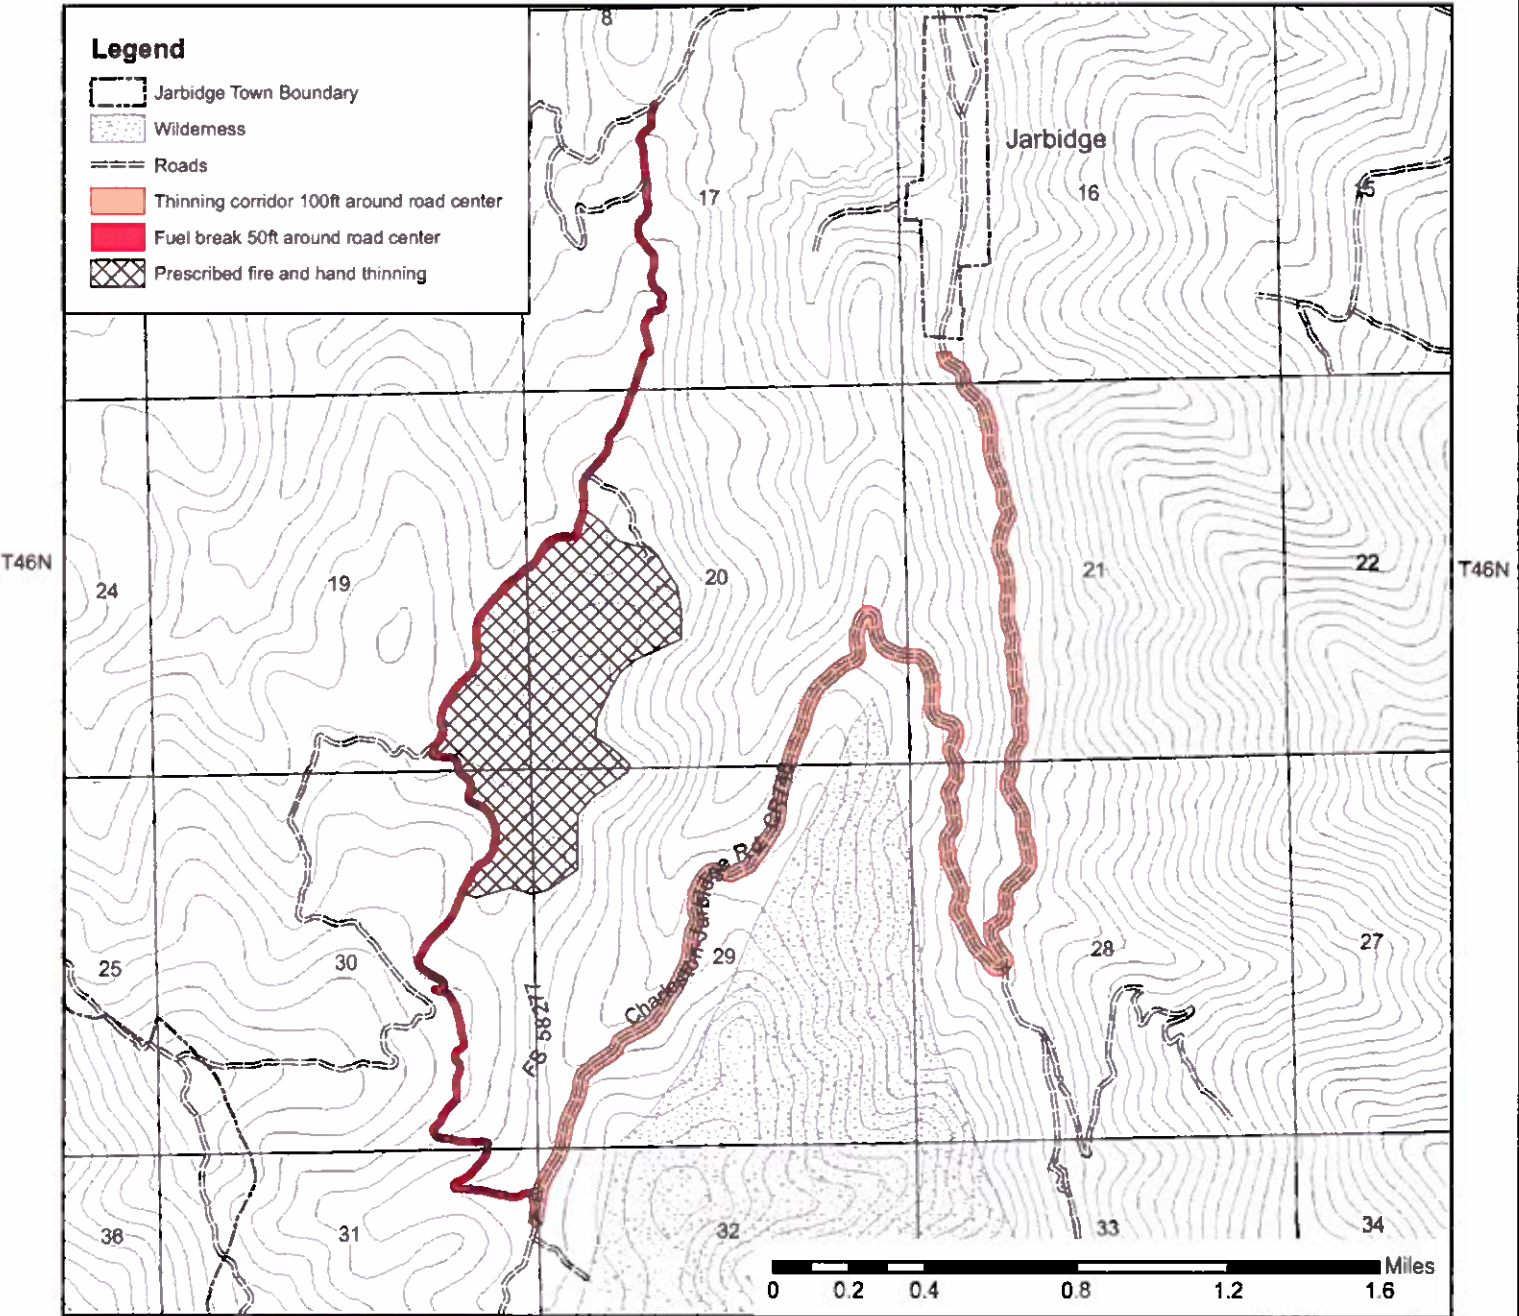 Legend
Jarbidge Town Boundary
Wilderness
Roads
Thinning corridor 100ft around road center
Fuel break 50ft around road center
Prescribed fire and hand thinning
8
17
Jarbidge
16
15
T46N
24
19
20
21
22
T46N
Charleston-Jarbidge Rd
25
30
29
28
27
36
31
32
33
34
Miles
0
0.2
0.4
0.8
1.2
1.6